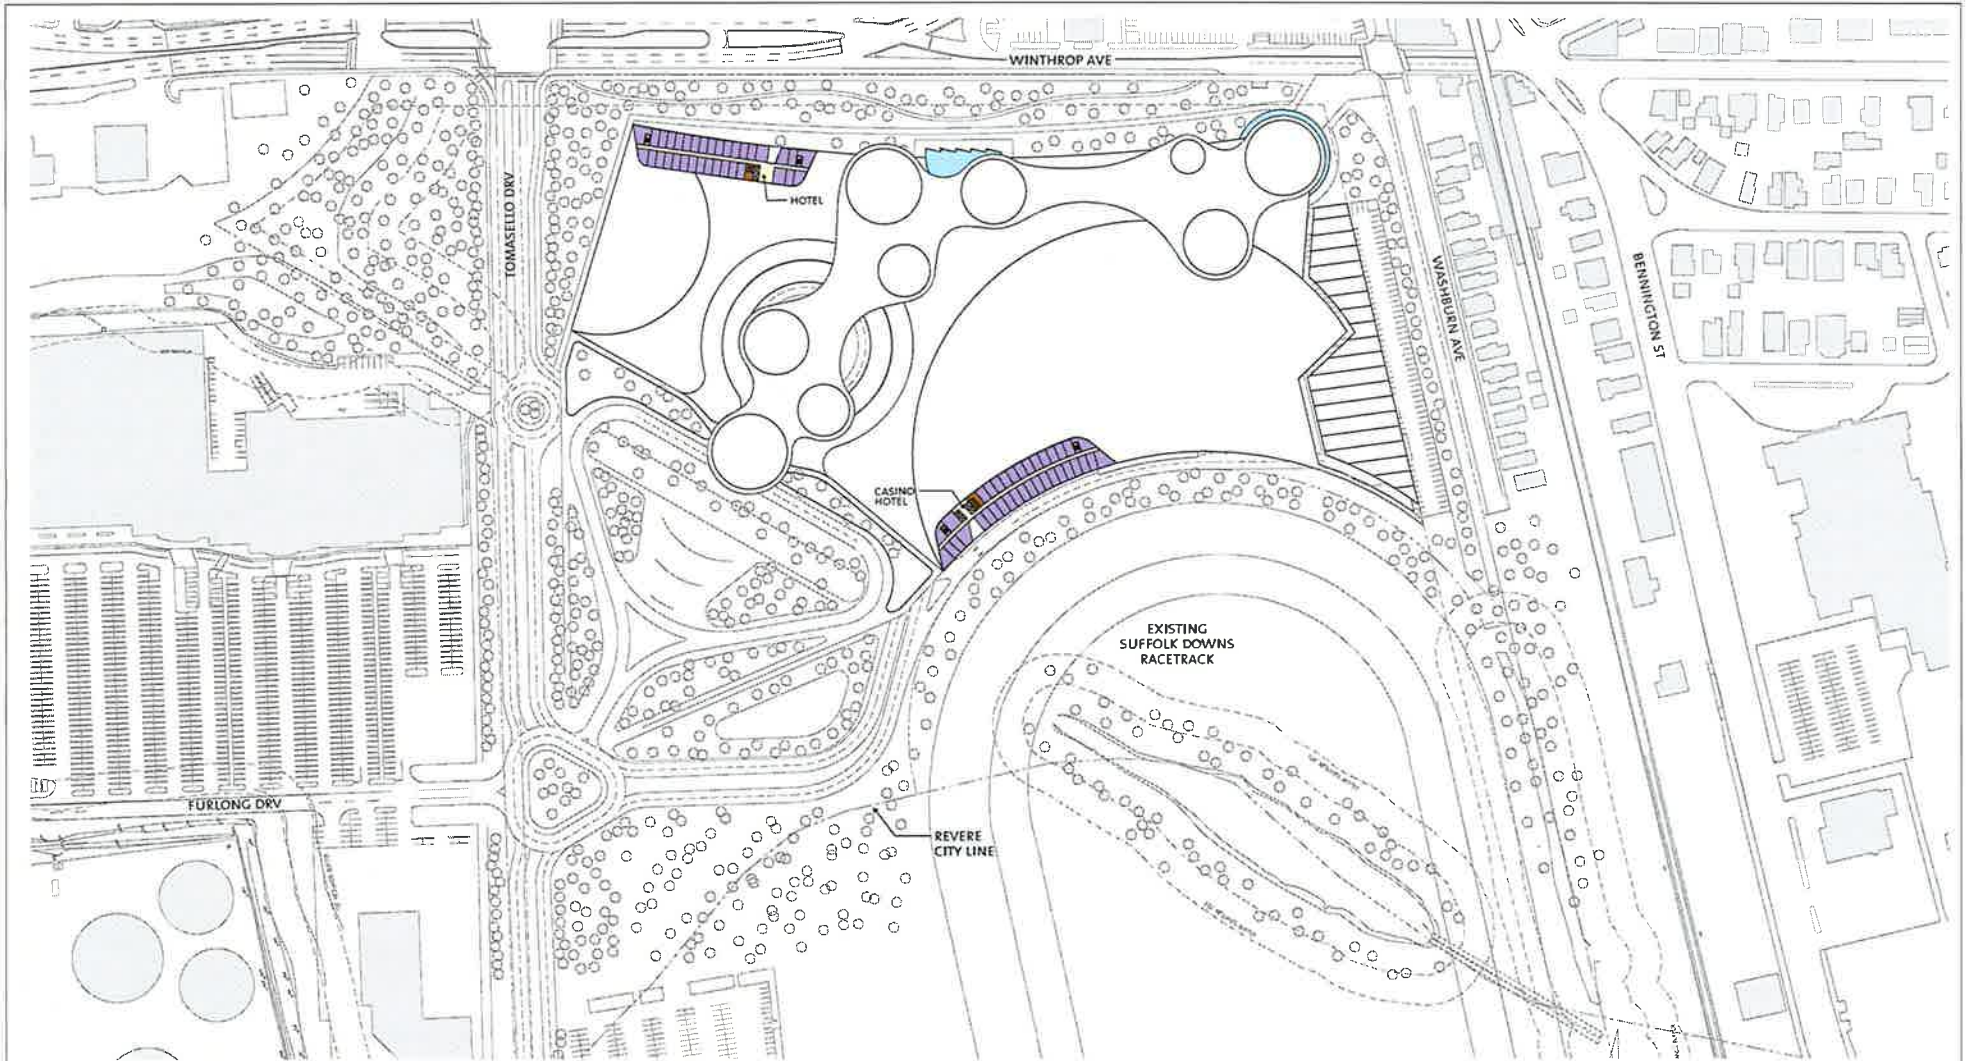 WINTHROP AVE
TOMASELLO DRV
HOTEL
WASHBURN AVE
BENNINGTON ST
CASINO
HOTEL
EXISTING
SUFFOLK DOWNS
RACETRACK
FURLONG DRV
REVERE
CITY LINE